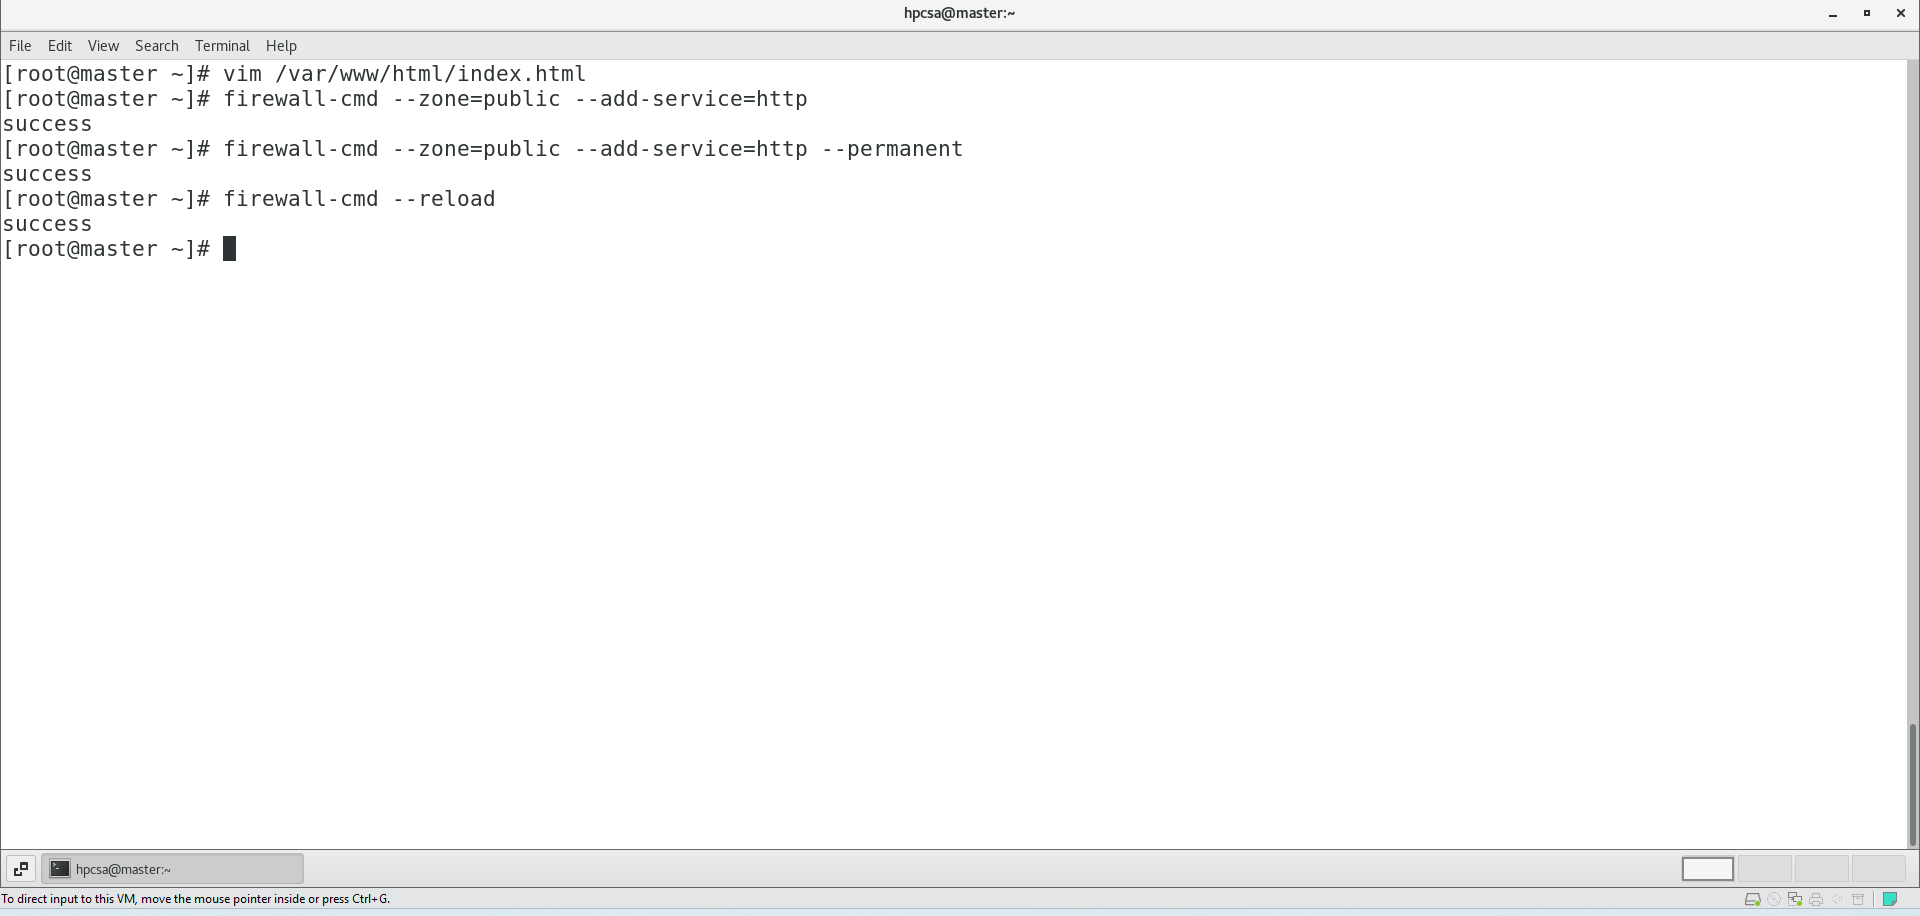 hpcsa@master:~
File Edit View Search Terminal Help
[root@master ~]# vim /var/www/html/index.html
[root@master ~]# firewall-cmd --zone=public --add-service=http
success
[root@master ~]# firewall-cmd --zone=public --add-service=http --permanent
success
[root@master ~]# firewall-cmd --reload
success
[root@master ~]#
hpcsa@master:~
To direct input to this VM, move the mouse pointer inside or press Ctrl+G.